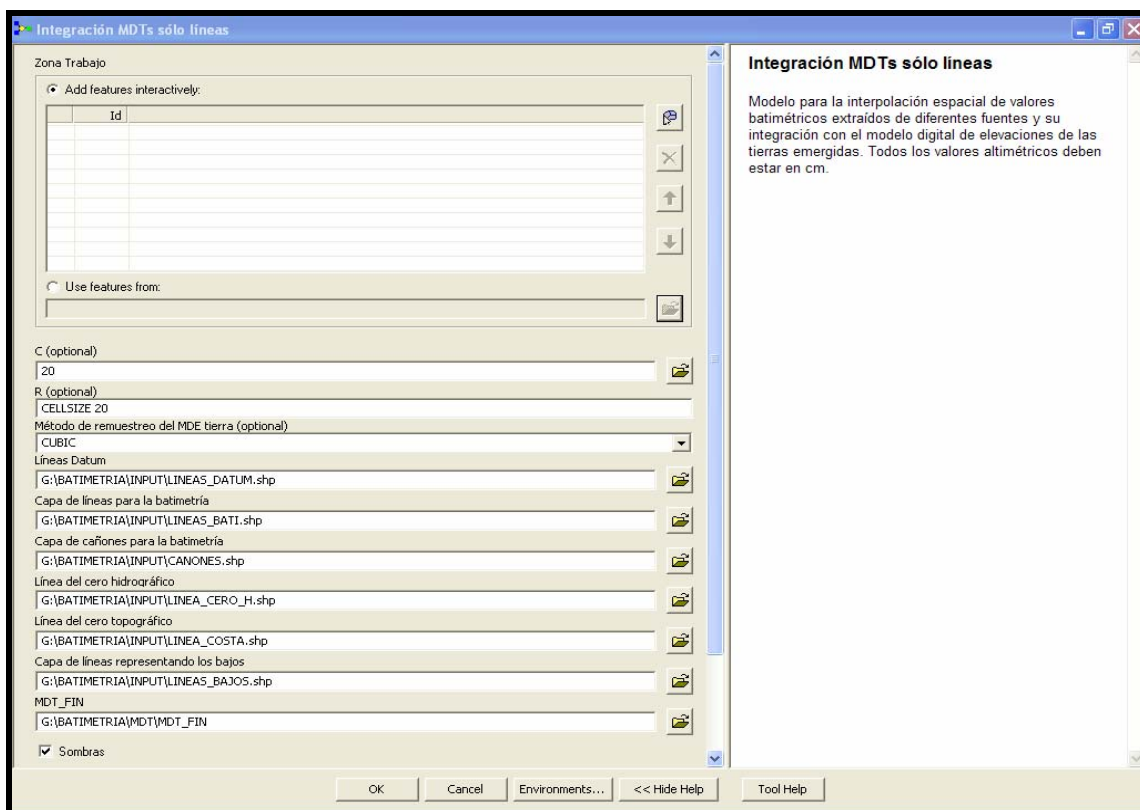 Integración MDTs sólo líneas
Zona Trabajo
Add features interactively:
Id
Use features from:
C (optional)
20
R (optional)
CELLSIZE 20
Método de remuestreo del MDE tierra (optional)
CUBIC
Líneas Datum
G:\BATIMETRIA\INPUT\LINEAS_DATUM.shp
Capa de líneas para la batimetría
G:\BATIMETRIA\INPUT\LINEAS_BATI.shp
Capa de cañones para la batimetría
G:\BATIMETRIA\INPUT\CANONES.shp
Línea del cero hidrográfico
G:\BATIMETRIA\INPUT\LINEA_CERO_H.shp
Línea del cero topográfico
G:\BATIMETRIA\INPUT\LINEA_COSTA.shp
Capa de líneas representando los bajos
G:\BATIMETRIA\INPUT\LINEAS_BAJOS.shp
MDT_FIN
G:\BATIMETRIA\MDT\MDT_FIN
Sombras
Integración MDTs sólo líneas
Modelo para la interpolación espacial de valores
batimétricos extraídos de diferentes fuentes y su
integración con el modelo digital de elevaciones de las
tierras emergidas. Todos los valores altimétricos deben
estar en cm.
OK
Cancel
Environments...
<< Hide Help
Tool Help